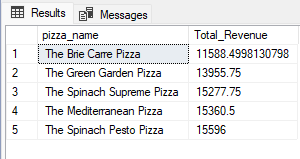 Results Messages
pizza_name Total_Revenue
1 The Brie Carre Pizza 11588.4998130798
2 The Green Garden Pizza 13955.75
3 The Spinach Supreme Pizza 15277.75
4 The Mediterranean Pizza 15360.5
5 The Spinach Pesto Pizza 15596